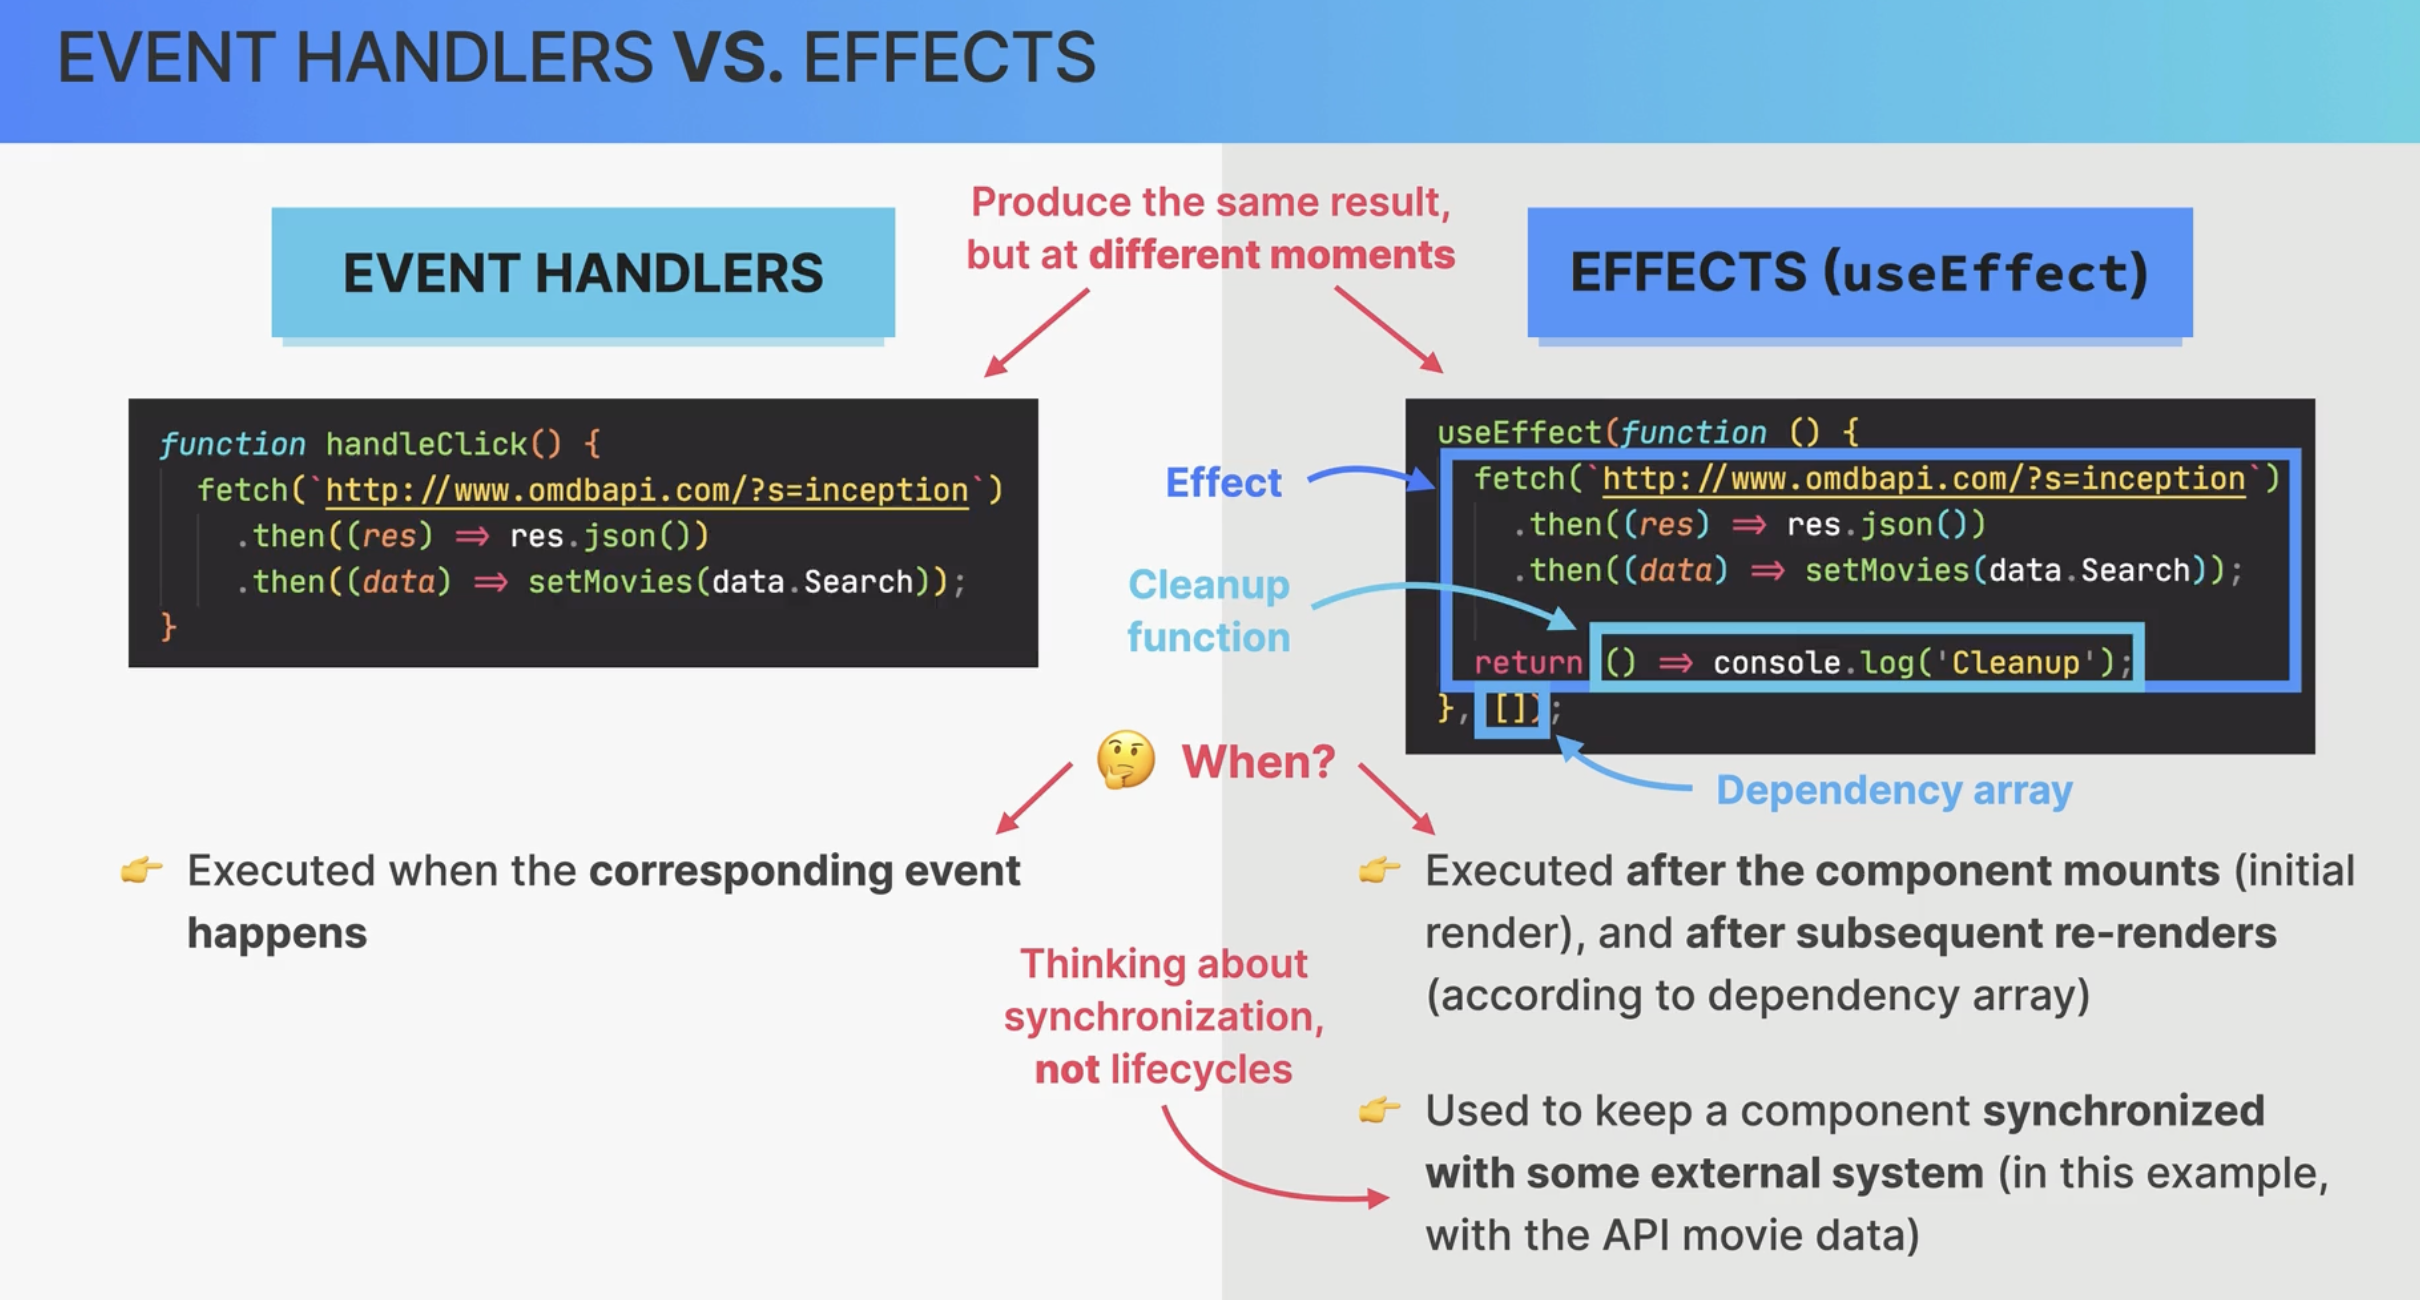 EVENT HANDLERS VS. EFFECTS
Produce the same result,
but at different moments
EVENT HANDLERS
function handleClick() {
fetch(`http://www.omdbapi.com/?s=inception`)
.then((res) => res.json())
.then((data) => setMovies(data.Search));
}
EFFECTS (useEffect)
useEffect(function () {
fetch(`http://www.omdbapi.com/?s=inception`)
.then((res) => res.json())
.then((data) => setMovies(data.Search));
return () => console.log('Cleanup');
}, []);
Effect
Cleanup
function
Dependency array
🤔 When?
👉 Executed when the corresponding event
happens
👉 Executed after the component mounts (initial
render), and after subsequent re-renders
(according to dependency array)
Thinking about
synchronization,
not lifecycles
👉 Used to keep a component synchronized
with some external system (in this example,
with the API movie data)